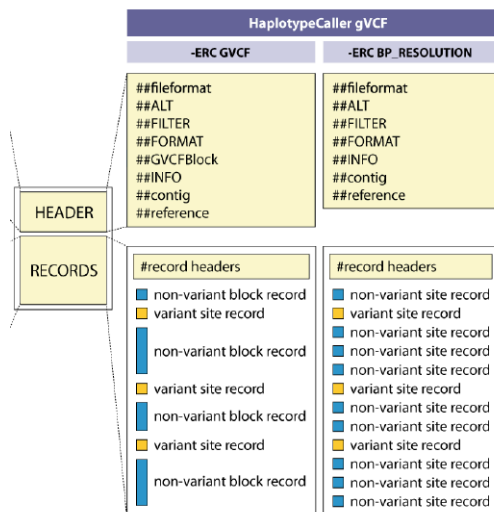 HaplotypeCaller gVCF
-ERC GVCF
-ERC BP_RESOLUTION
##fileformat
##ALT
##FILTER
##FORMAT
##GVCFBlock
##INFO
##contig
##reference
##fileformat
##ALT
##FILTER
##FORMAT
##INFO
##contig
##reference
HEADER
RECORDS
#record headers
non-variant block record
variant site record
non-variant block record
variant site record
non-variant block record
variant site record
non-variant block record
#record headers
non-variant site record
variant site record
non-variant site record
non-variant site record
non-variant site record
variant site record
non-variant site record
non-variant site record
variant site record
non-variant site record
non-variant site record
non-variant site record